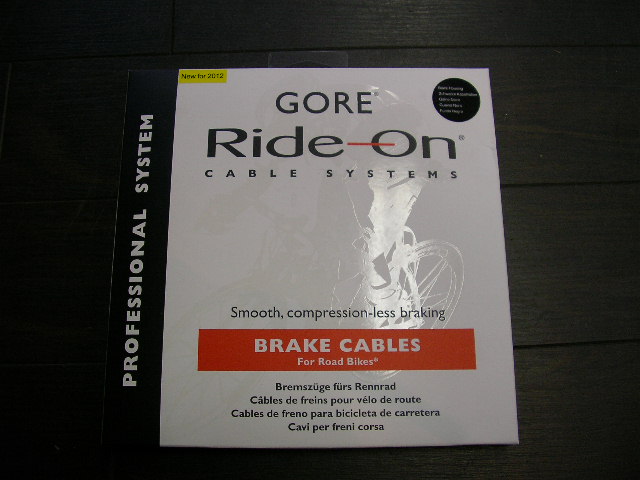 New for 2012
GORE
Ride-On®
CABLE SYSTEMS
Black Housing
PROFESSIONAL SYSTEM
Smooth, compression-less braking
BRAKE CABLES
For Road Bikes*
Bremszüge fürs Rennrad
Câbles de freins pour vélo de route
Cables de freno para bicicleta de carretera
Cavi per freni corsa